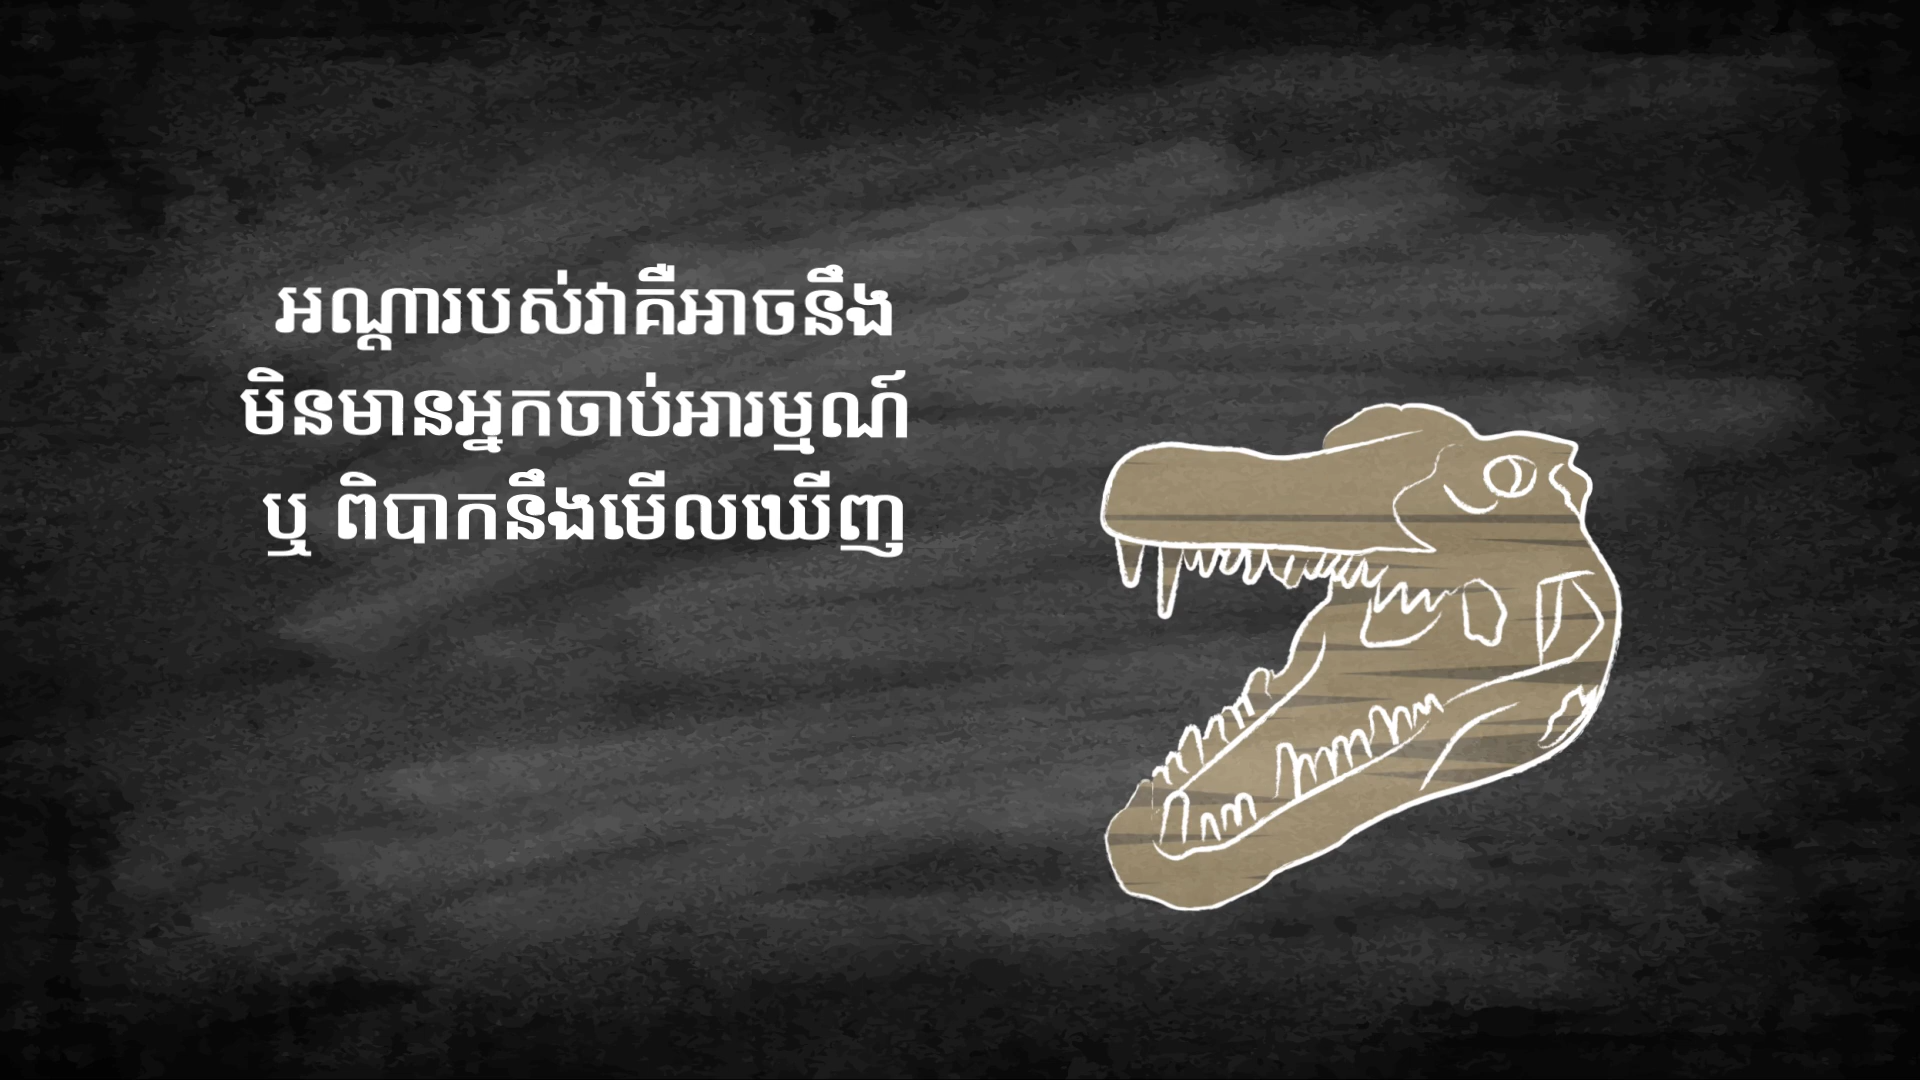 អណ្ដារបស់វាគឺអាចនឹង
មិនមានអ្នកចាប់អារម្មណ៍
ឬ ពិបាកនឹងមើលឃើញ